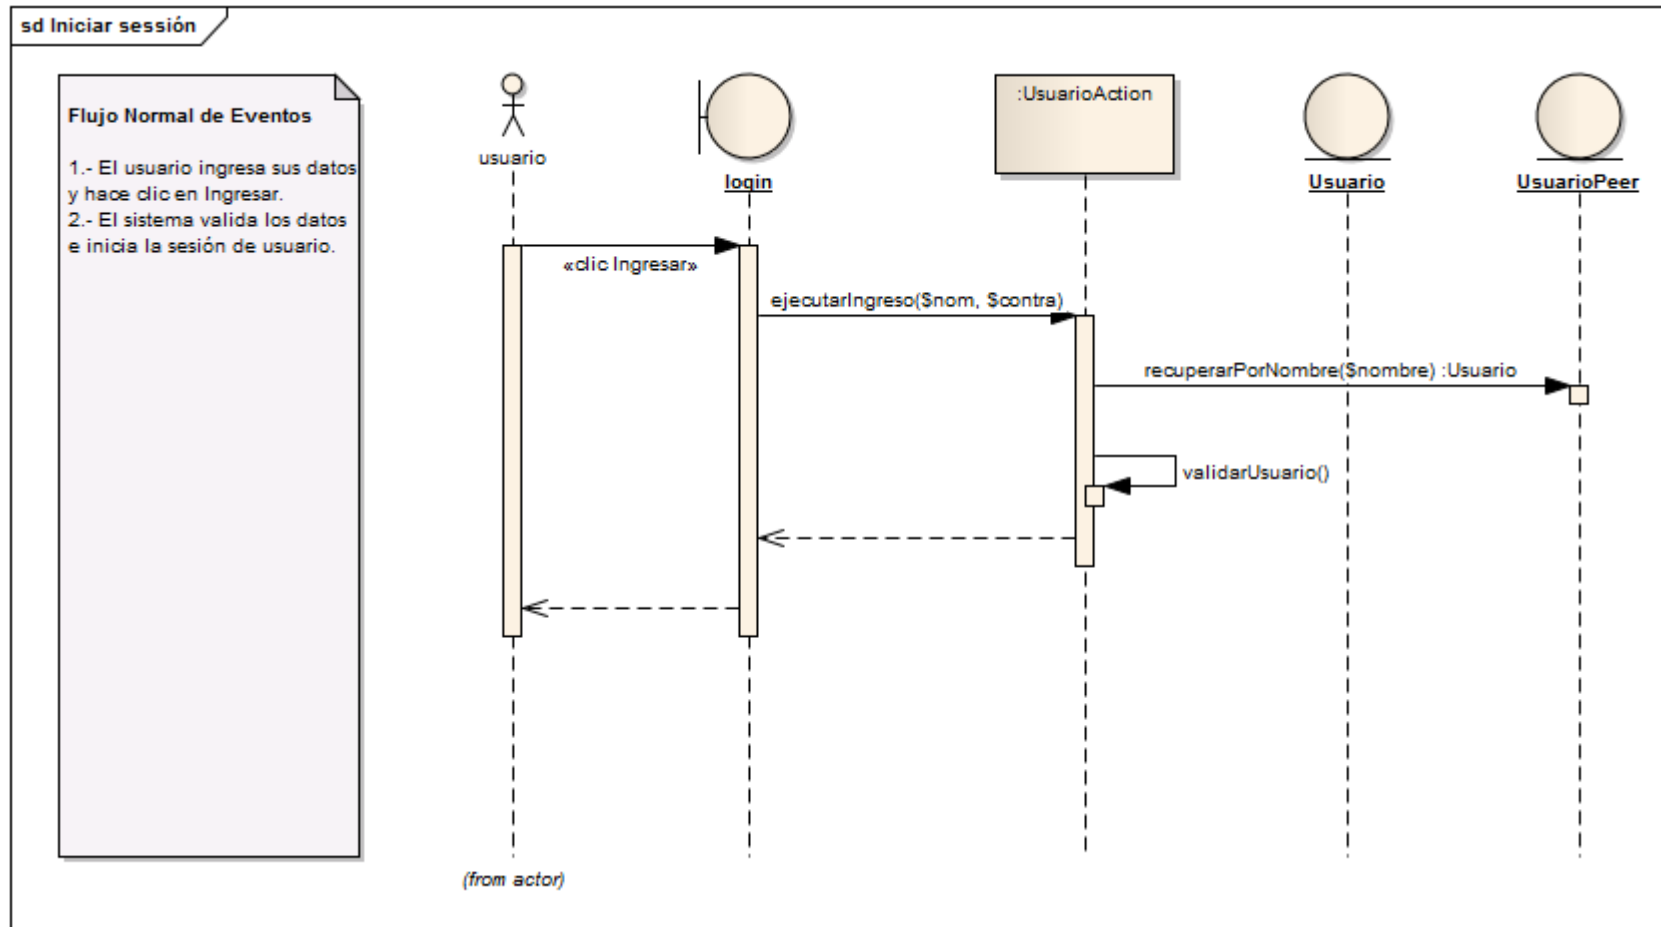 sd Iniciar sessión
Flujo Normal de Eventos
1.- El usuario ingresa sus datos
y hace clic en Ingresar.
2.- El sistema valida los datos
e inicia la sesión de usuario.
usuario
login
:UsuarioAction
Usuario
UsuarioPeer
«clic Ingresar»
ejecutarIngreso($nom, $contra)
recuperarPorNombre($nombre) :Usuario
validarUsuario()
(from actor)